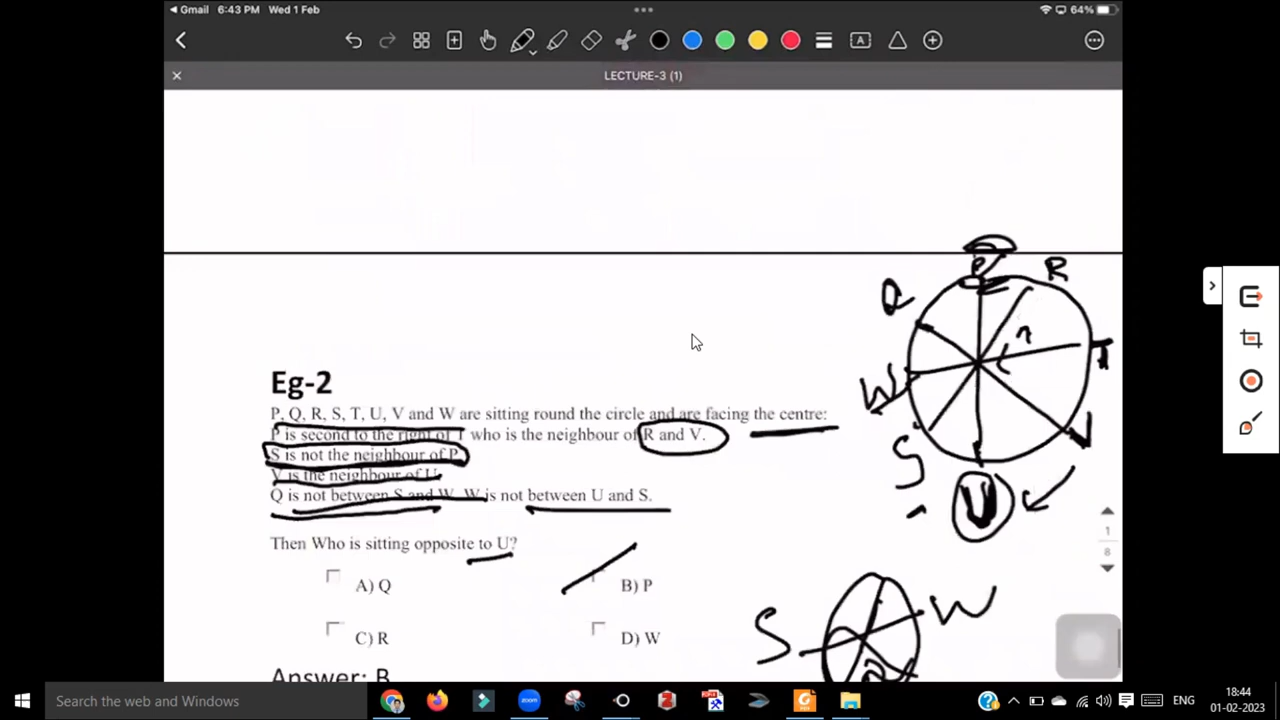 Gmail 6:43 PM Wed 1 Feb
64%
A
LECTURE-3 (1)
P
R
Q
T
W
V
S
U
Eg-2
P, Q, R, S, T, U, V and W are sitting round the circle and are facing the centre:
P is second to the right of T who is the neighbour of R and V.
S is not the neighbour of P.
V is the neighbour of U.
Q is not between S and W. W is not between U and S.
Then Who is sitting opposite to U?
A) Q
B) P
C) R
D) W
S
W
Answer: B
1
8
Search the web and Windows
zoom
ENG
18:44
01-02-2023